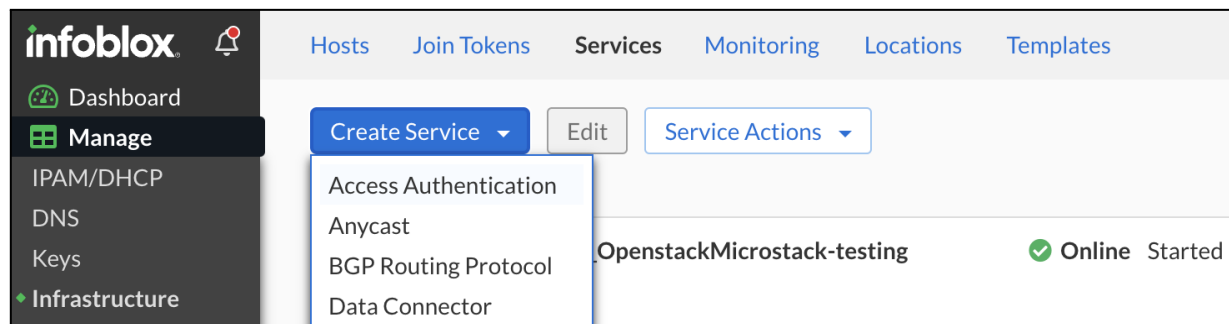 infoblox
Hosts Join Tokens Services Monitoring Locations Templates
Dashboard
Manage
IPAM/DHCP
DNS
Keys
Infrastructure
Create Service Edit Service Actions
Access Authentication
Anycast
BGP Routing Protocol
Data Connector
_OpenstackMicrostack-testing Online Started